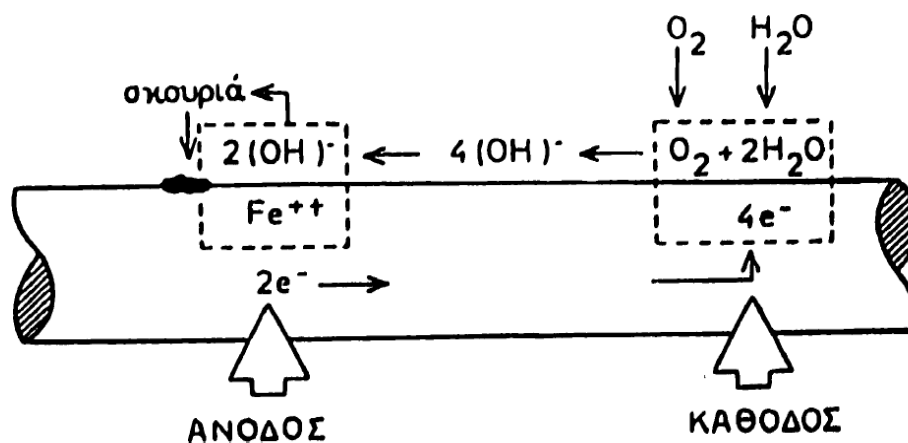 O₂ H₂O
σκουριά
2(OH)⁻ 4(OH)⁻ O₂ + 2H₂O
Fe⁺⁺ 4e⁻
2e⁻
ΑΝΟΔΟΣ ΚΑΘΟΔΟΣ